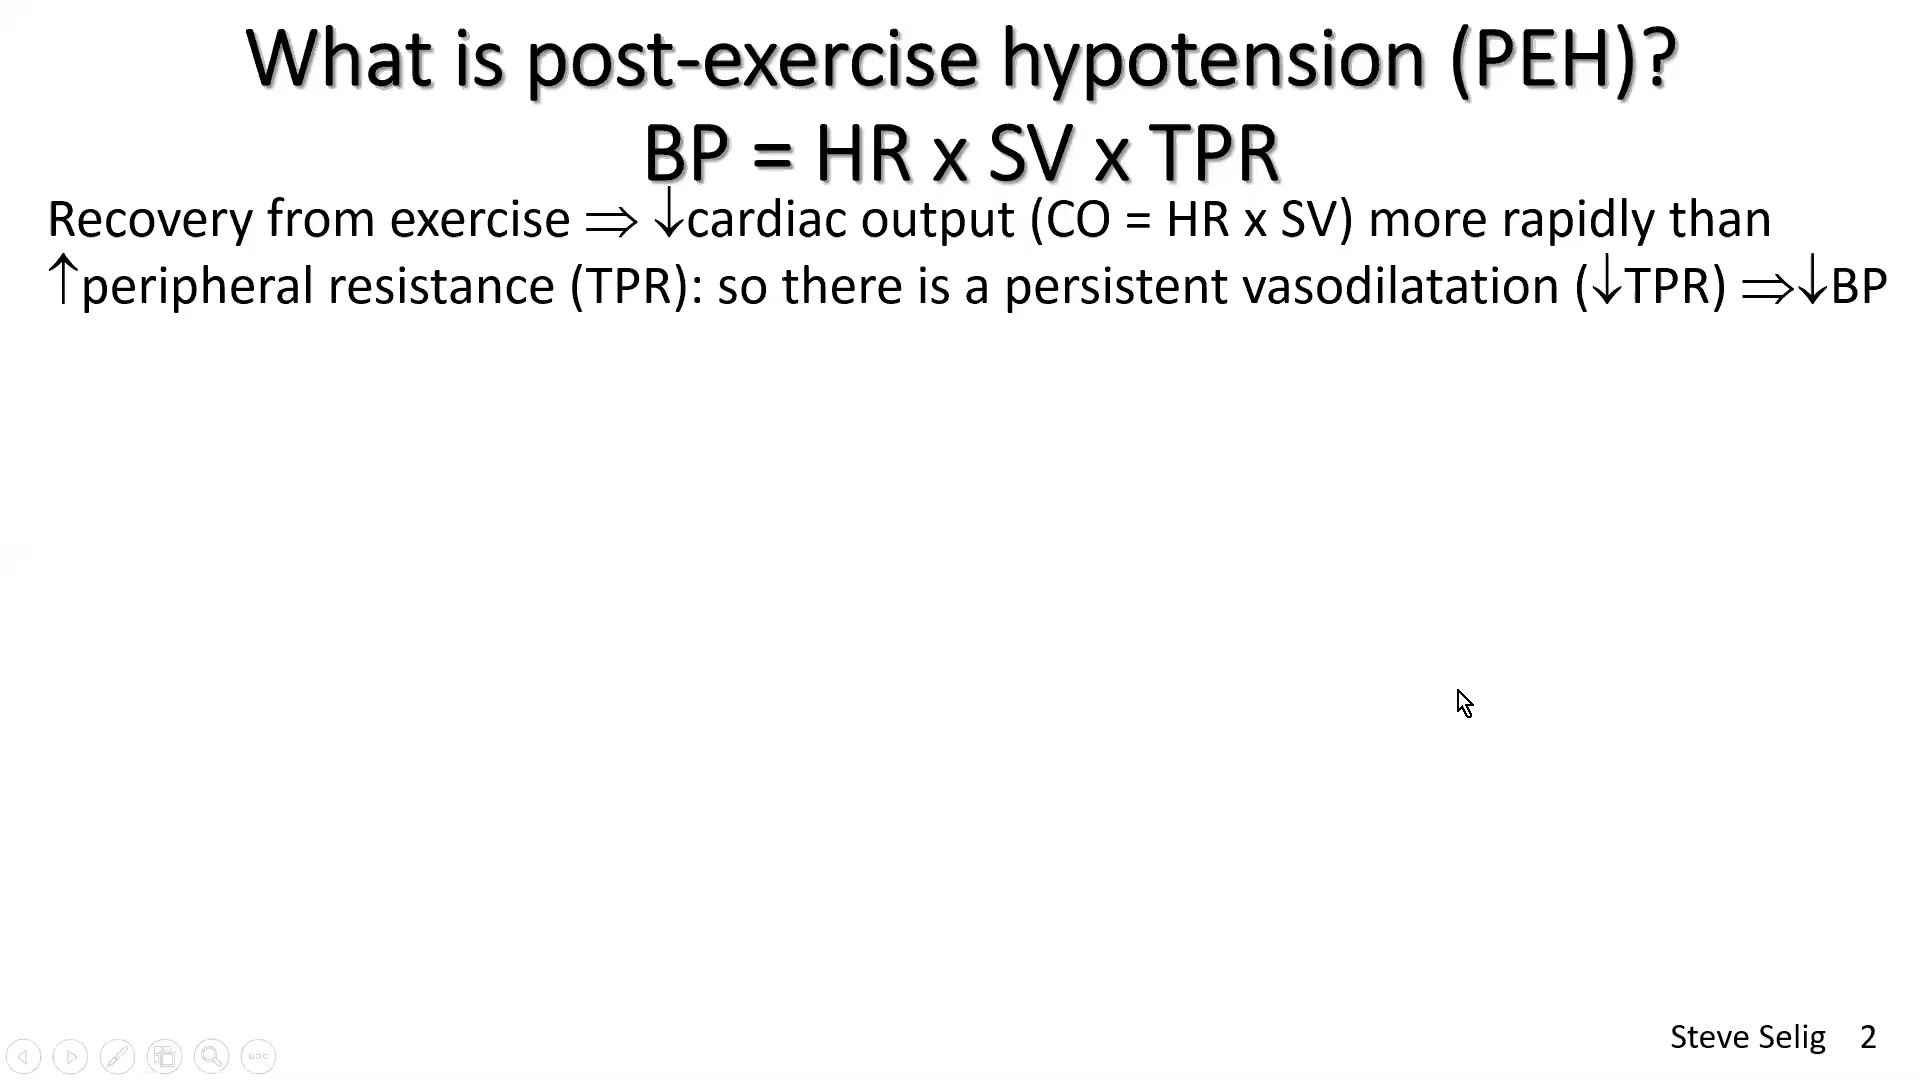 What is post-exercise hypotension (PEH)?
BP = HR x SV x TPR
Recovery from exercise ⇒ ↓cardiac output (CO = HR x SV) more rapidly than
↑peripheral resistance (TPR): so there is a persistent vasodilatation (↓TPR) ⇒↓BP
Steve Selig 2